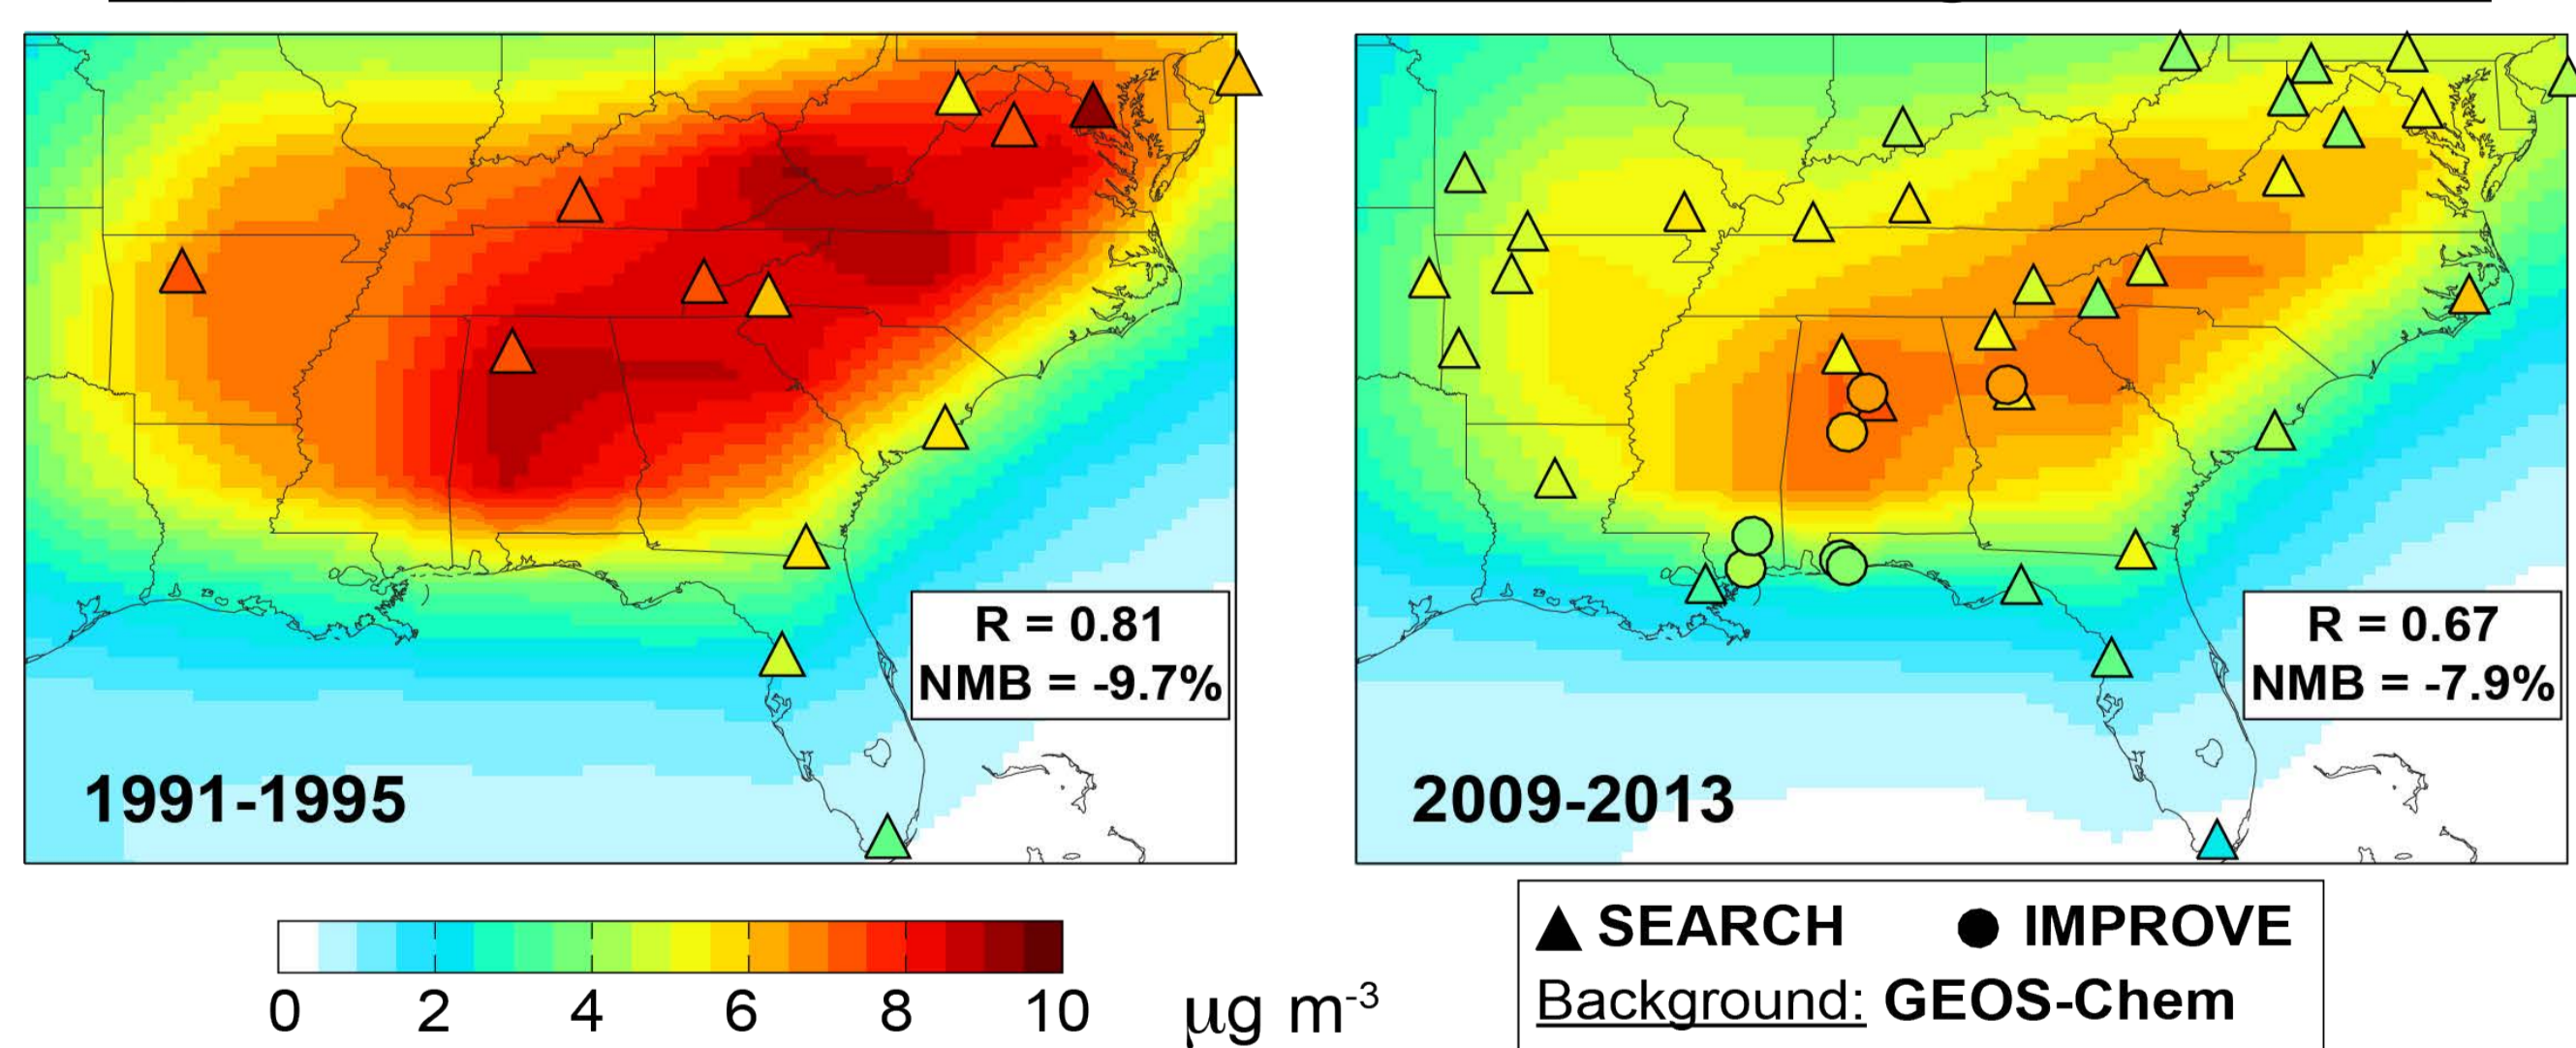 R = 0.81
NMB = -9.7%
1991-1995
R = 0.67
NMB = -7.9%
2009-2013
0 2 4 6 8 10 µg m-3
▲ SEARCH ● IMPROVE
Background: GEOS-Chem